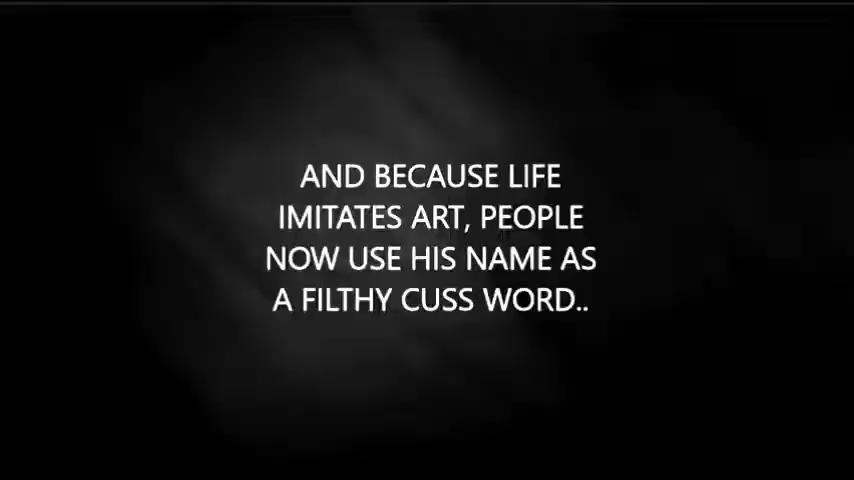 AND BECAUSE LIFE
IMITATES ART, PEOPLE
NOW USE HIS NAME AS
A FILTHY CUSS WORD..